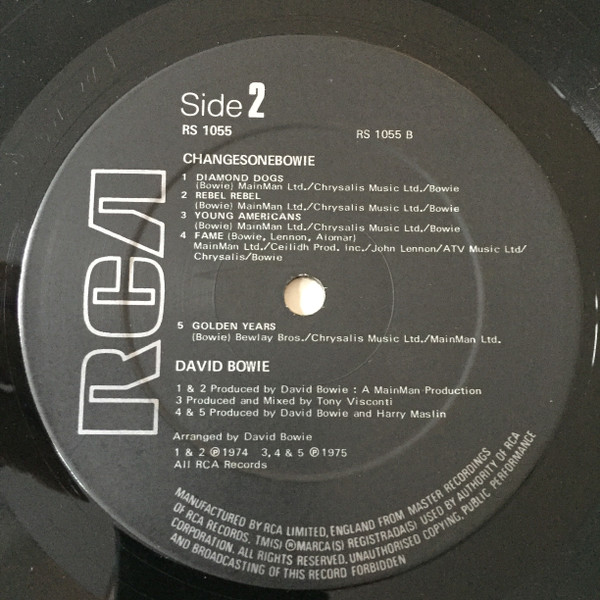 Side 2
RS 1055 RS 1055 B
CHANGESONEBOWIE
1 DIAMOND DOGS
(Bowie) MainMan Ltd./Chrysalis Music Ltd./Bowie
2 REBEL REBEL
(Bowie) MainMan Ltd./Chrysalis Music Ltd./Bowie
3 YOUNG AMERICANS
(Bowie) MainMan Ltd./Chrysalis Music Ltd./Bowie
4 FAME (Bowie, Lennon, Alomar)
MainMan Ltd./Ceilidh Prod. Inc./John Lennon/ATV Music Ltd/
Chrysalis/Bowie
RCA
5 GOLDEN YEARS
(Bowie) Bewlay Bros./Chrysalis Music Ltd./MainMan Ltd.
DAVID BOWIE
1 & 2 Produced by David Bowie : A MainMan Production
3 Produced and Mixed by Tony Visconti
4 & 5 Produced by David Bowie and Harry Maslin
Arranged by David Bowie
1 & 2 ℗1974 3, 4 & 5 ℗1975
All RCA Records
MANUFACTURED BY RCA LIMITED, ENGLAND FROM MASTER RECORDINGS
OF RCA RECORDS. TM(S) ®MARCA(S) REGISTRADA(S) USED BY AUTHORITY OF RCA
CORPORATION. ALL RIGHTS RESERVED. UNAUTHORISED COPYING, PUBLIC PERFORMANCE
AND BROADCASTING OF THIS RECORD FORBIDDEN